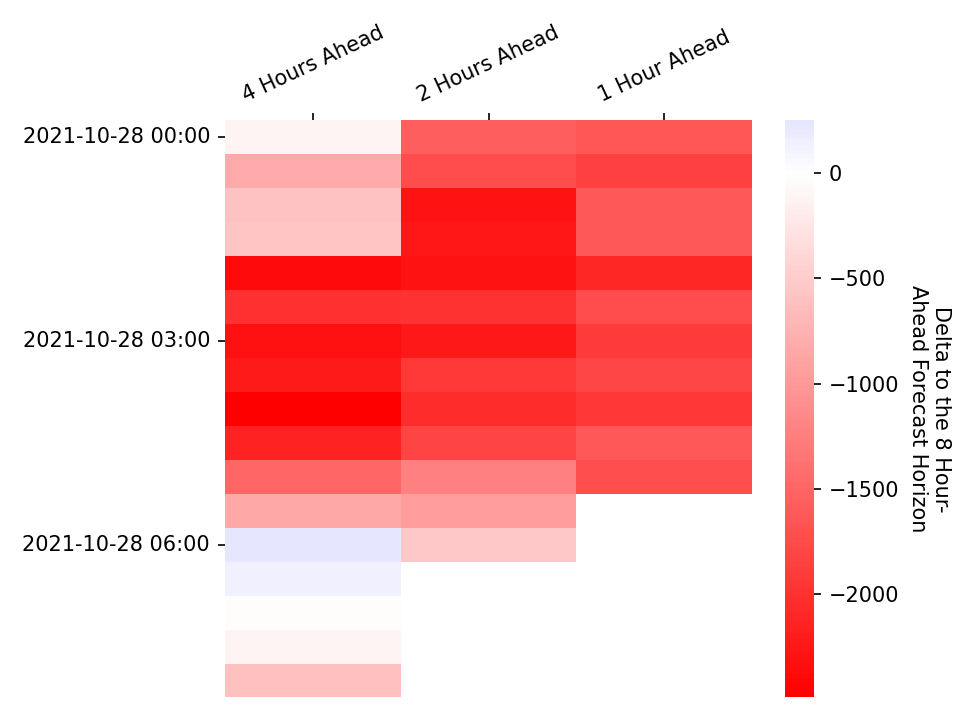 4 Hours Ahead
2 Hours Ahead
1 Hour Ahead
2021-10-28 00:00
2021-10-28 03:00
2021-10-28 06:00
0
−500
−1000
−1500
−2000
Delta to the 8 Hour-
Ahead Forecast Horizon